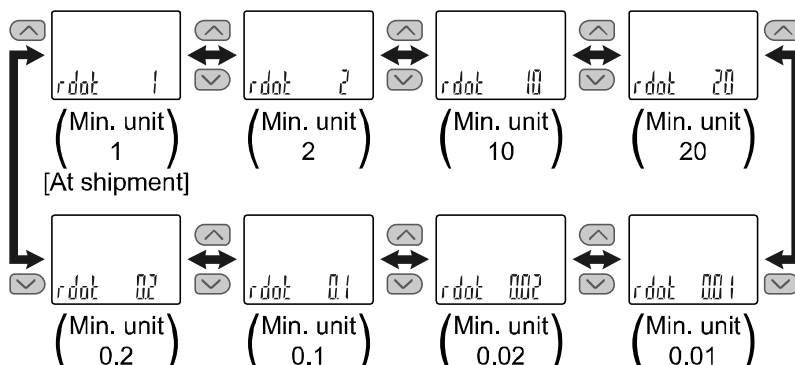 rdot 1 rdot 2 rdot 10 rdot 20
(Min. unit 1) (Min. unit 2) (Min. unit 10) (Min. unit 20)
[At shipment]
rdot 0.2 rdot 0.1 rdot 0.02 rdot 0.01
(Min. unit 0.2) (Min. unit 0.1) (Min. unit 0.02) (Min. unit 0.01)